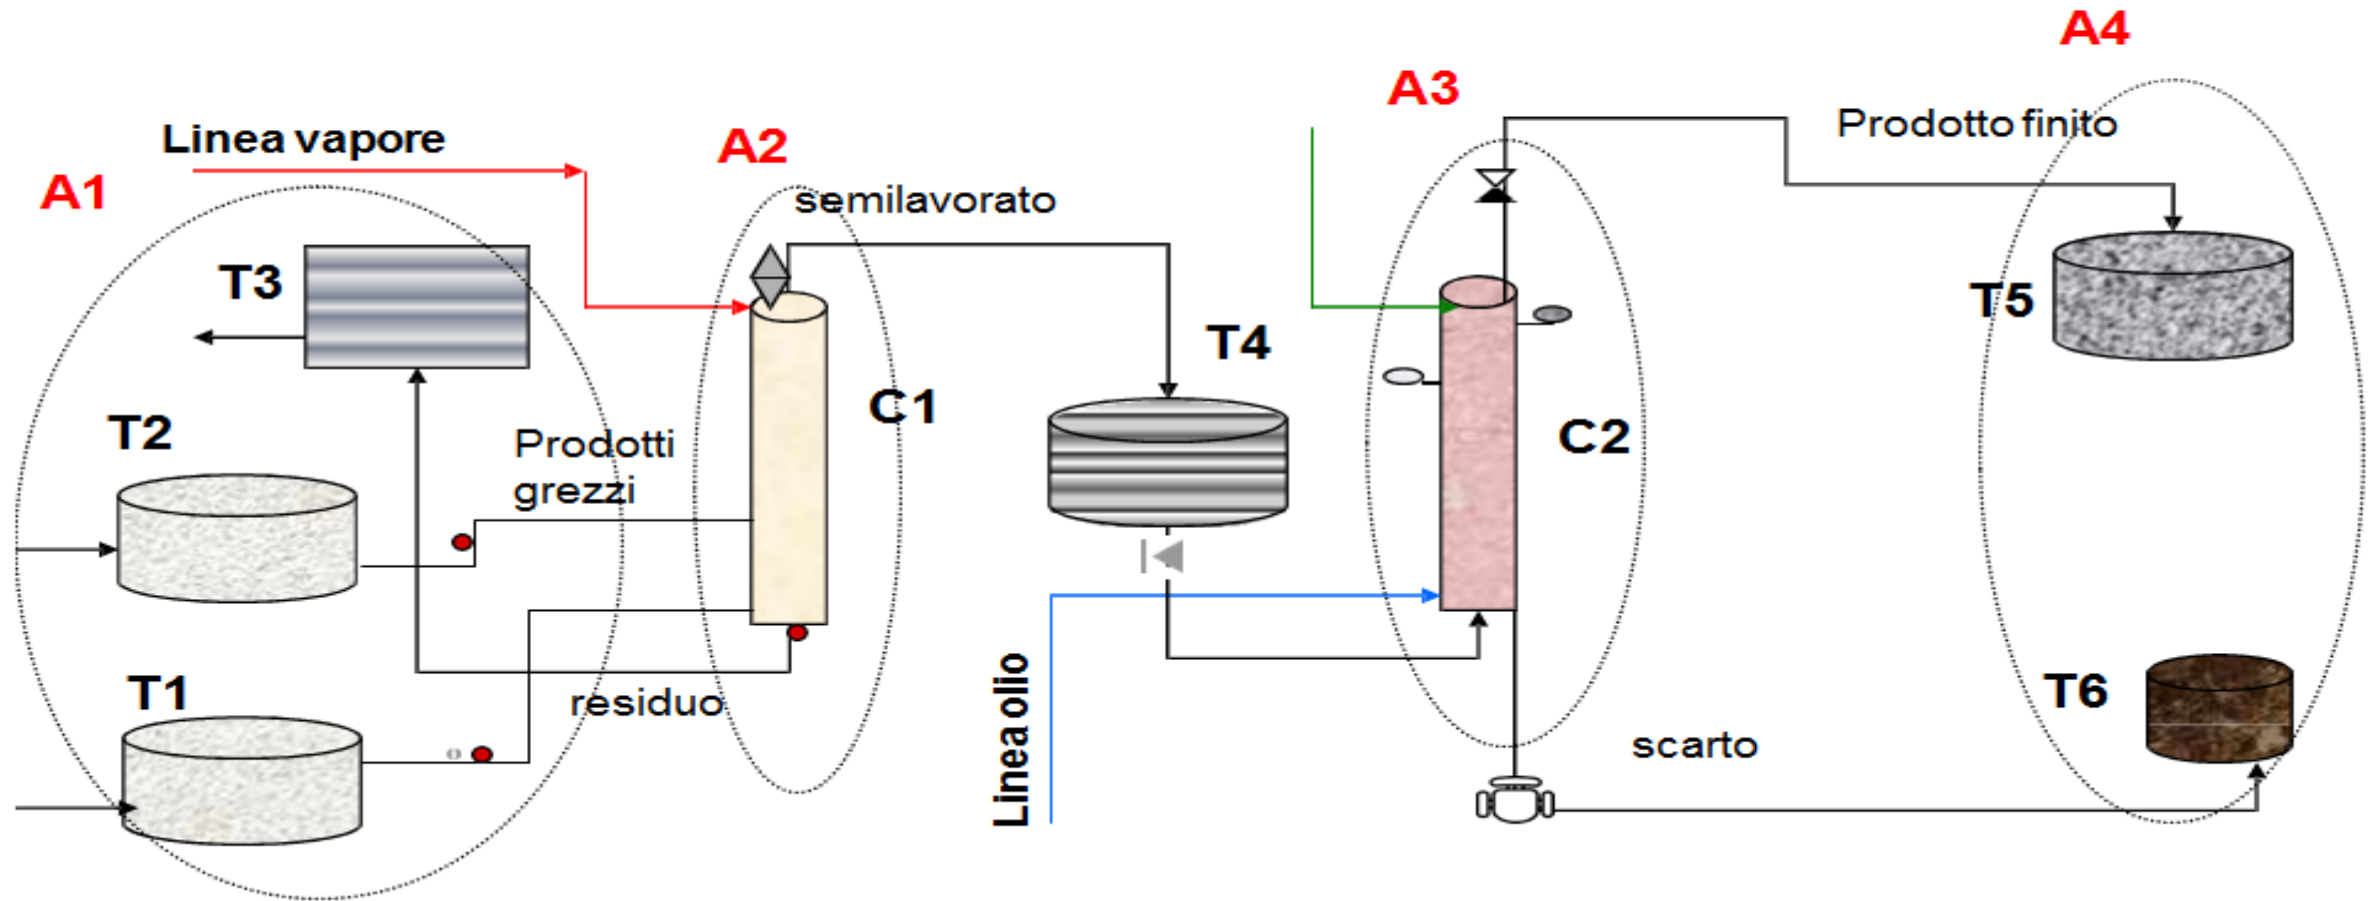 A4
A3
Prodotto finito
Linea vapore
A2
A1
semilavorato
T3
T5
T4
C1
T2
Prodotti
grezzi
C2
T1
residuo
T6
Linea olio
scarto